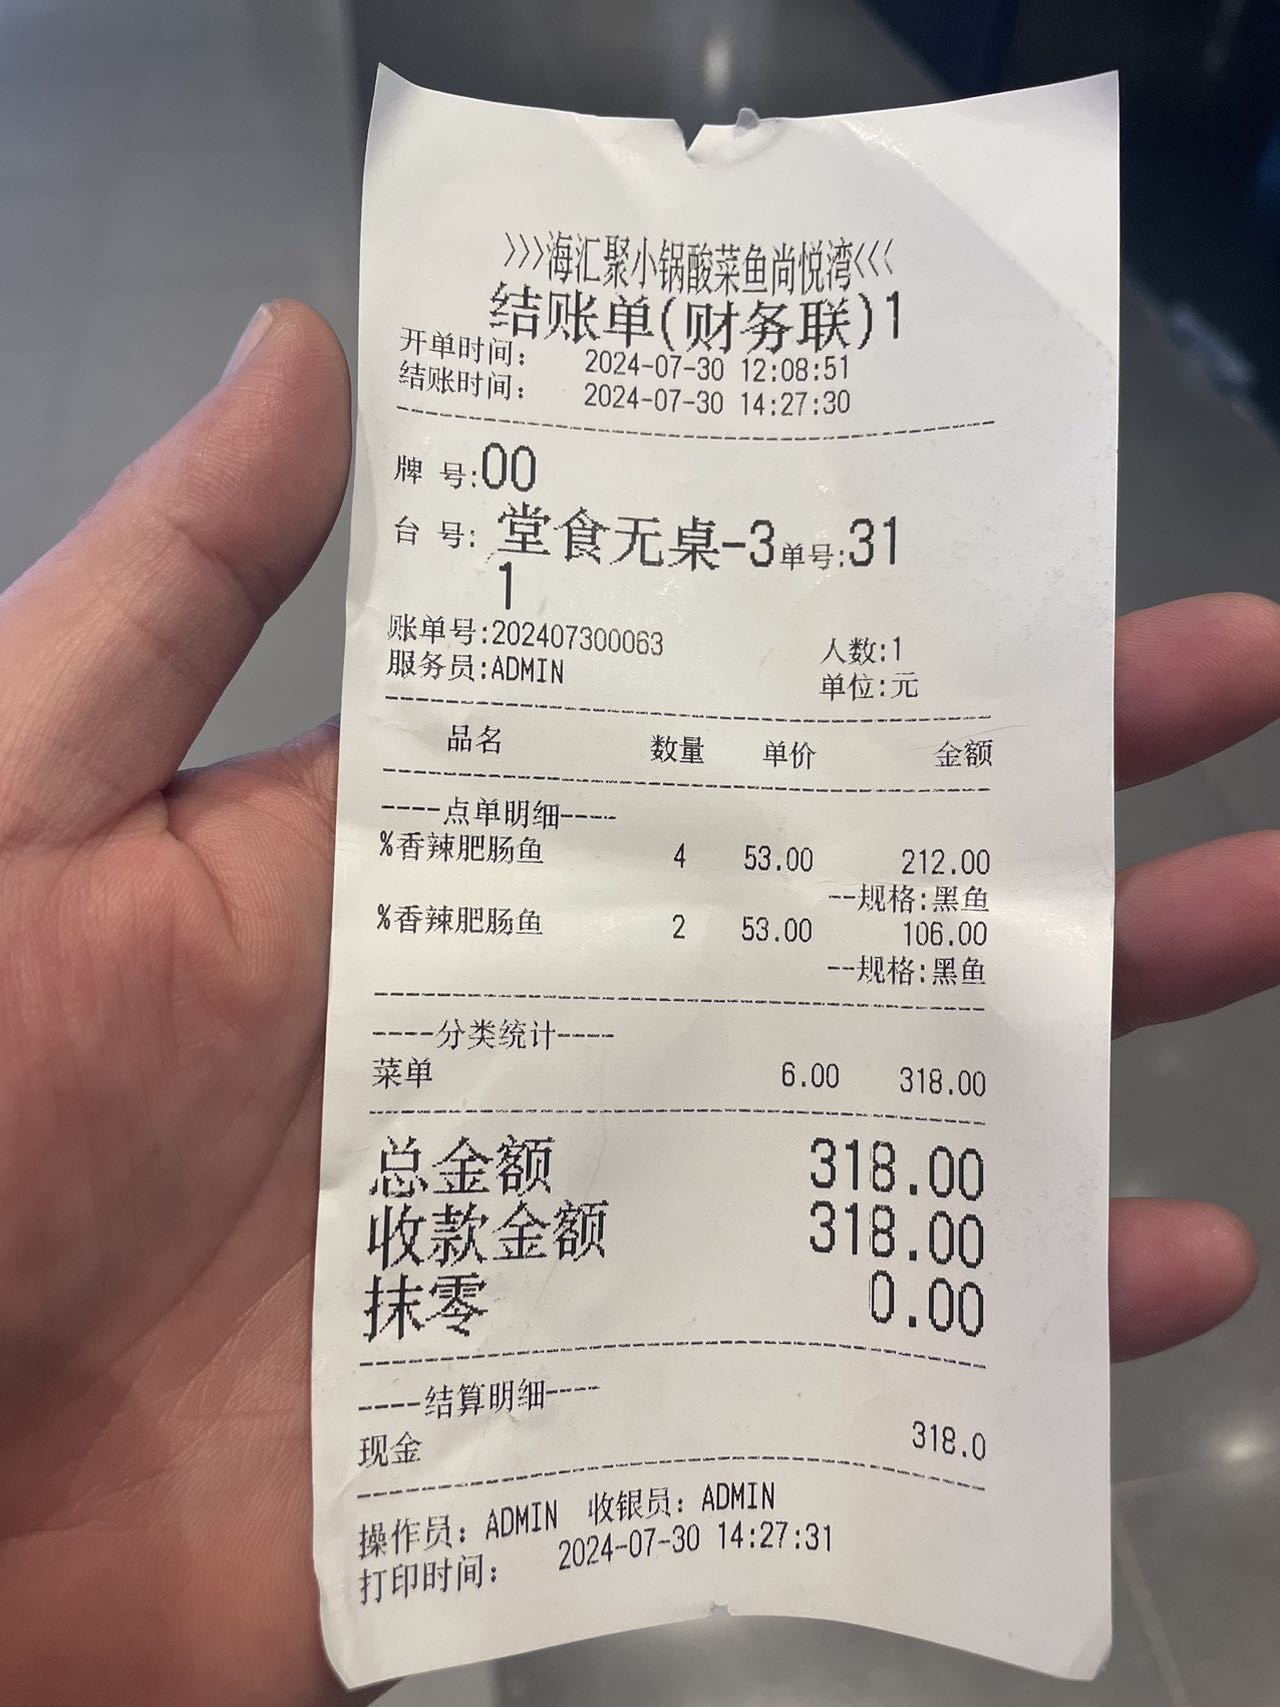 >>>海汇聚小锅酸菜鱼尚悦湾<<<
结账单(财务联)1
开单时间: 2024-07-30 12:08:51
结账时间: 2024-07-30 14:27:30
牌 号:00
台 号: 堂食无桌-3单号:31
1
账单号:202407300063 人数:1
服务员:ADMIN 单位:元
品名 数量 单价 金额
----点单明细----
%香辣肥肠鱼 4 53.00 212.00
--规格:黑鱼
%香辣肥肠鱼 2 53.00 106.00
--规格:黑鱼
----分类统计----
菜单 6.00 318.00
总金额 318.00
收款金额 318.00
抹零 0.00
----结算明细----
现金 318.0
操作员: ADMIN 收银员: ADMIN
打印时间: 2024-07-30 14:27:31